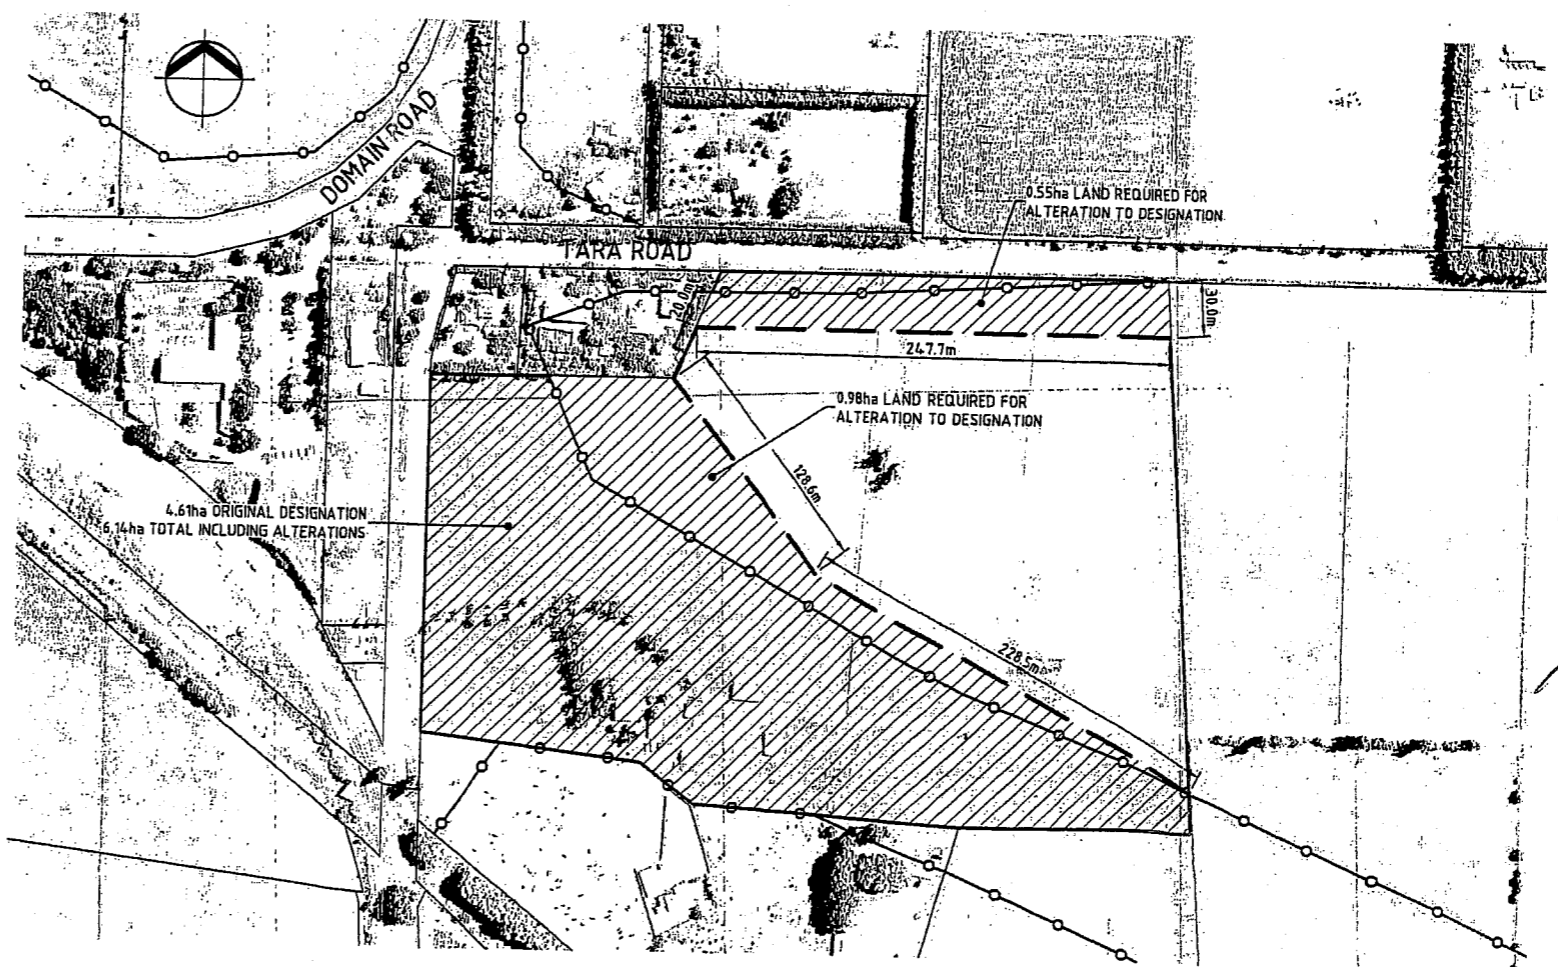 DOMAIN ROAD
0.55ha LAND REQUIRED FOR
ALTERATION TO DESIGNATION
TARA ROAD
20.0m
30.0m
247.7m
0.98ha LAND REQUIRED FOR
ALTERATION TO DESIGNATION
128.6m
4.61ha ORIGINAL DESIGNATION
6.14ha TOTAL INCLUDING ALTERATIONS
228.5m